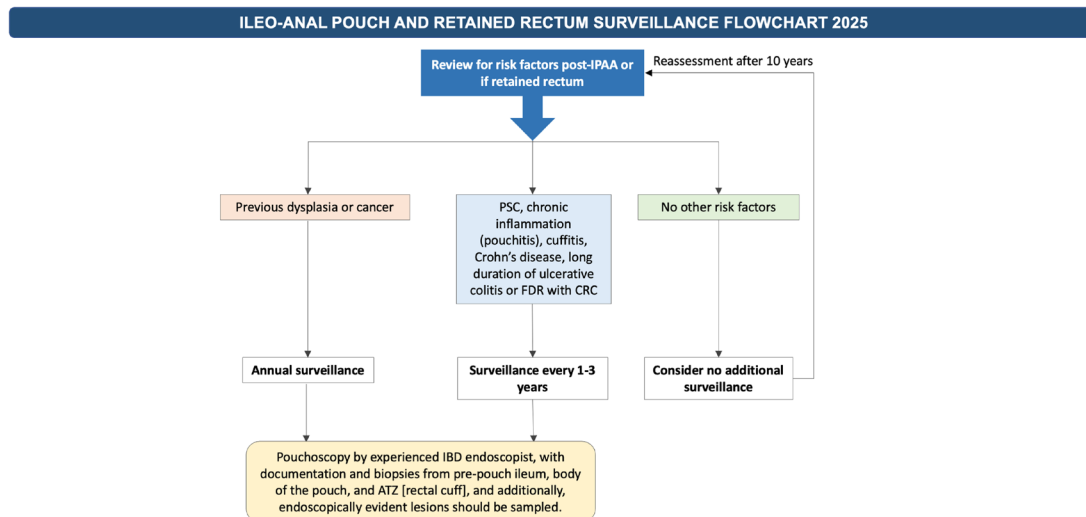 ILEO-ANAL POUCH AND RETAINED RECTUM SURVEILLANCE FLOWCHART 2025
Review for risk factors post-IPAA or
if retained rectum
Reassessment after 10 years
Previous dysplasia or cancer
PSC, chronic
inflammation
(pouchitis), cuffitis,
Crohn’s disease, long
duration of ulcerative
colitis or FDR with CRC
No other risk factors
Annual surveillance
Surveillance every 1-3
years
Consider no additional
surveillance
Pouchoscopy by experienced IBD endoscopist, with
documentation and biopsies from pre-pouch ileum, body
of the pouch, and ATZ [rectal cuff], and additionally,
endoscopically evident lesions should be sampled.